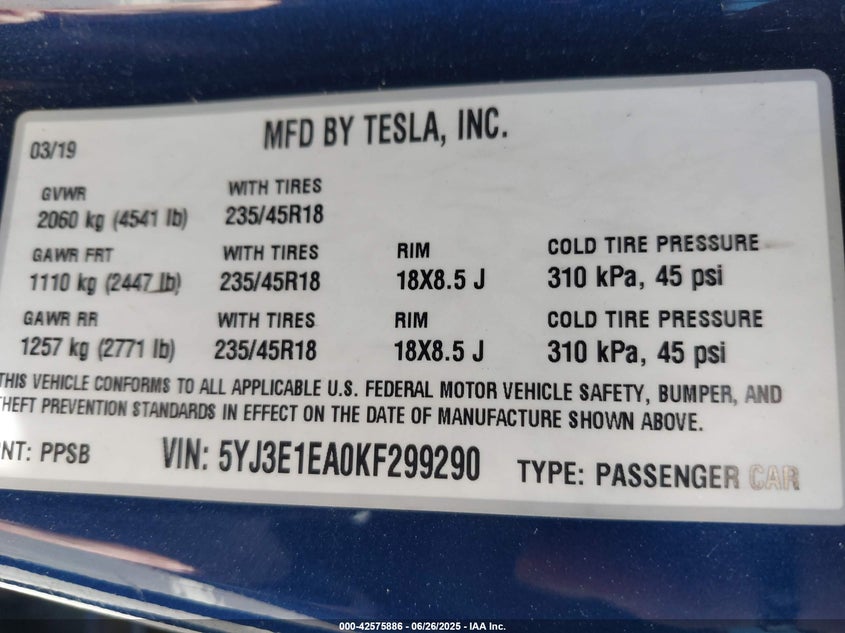 MFD BY TESLA, INC.
03/19
GVWR WITH TIRES
2060 kg (4541 lb) 235/45R18
GAWR FRT WITH TIRES RIM COLD TIRE PRESSURE
1110 kg (2447 lb) 235/45R18 18X8.5 J 310 kPa, 45 psi
GAWR RR WITH TIRES RIM COLD TIRE PRESSURE
1257 kg (2771 lb) 235/45R18 18X8.5 J 310 kPa, 45 psi
THIS VEHICLE CONFORMS TO ALL APPLICABLE U.S. FEDERAL MOTOR VEHICLE SAFETY, BUMPER, AND
THEFT PREVENTION STANDARDS IN EFFECT ON THE DATE OF MANUFACTURE SHOWN ABOVE.
NT: PPSB VIN: 5YJ3E1EA0KF299290 TYPE: PASSENGER CAR
000-42575886 - 06/26/2025 - IAA Inc.